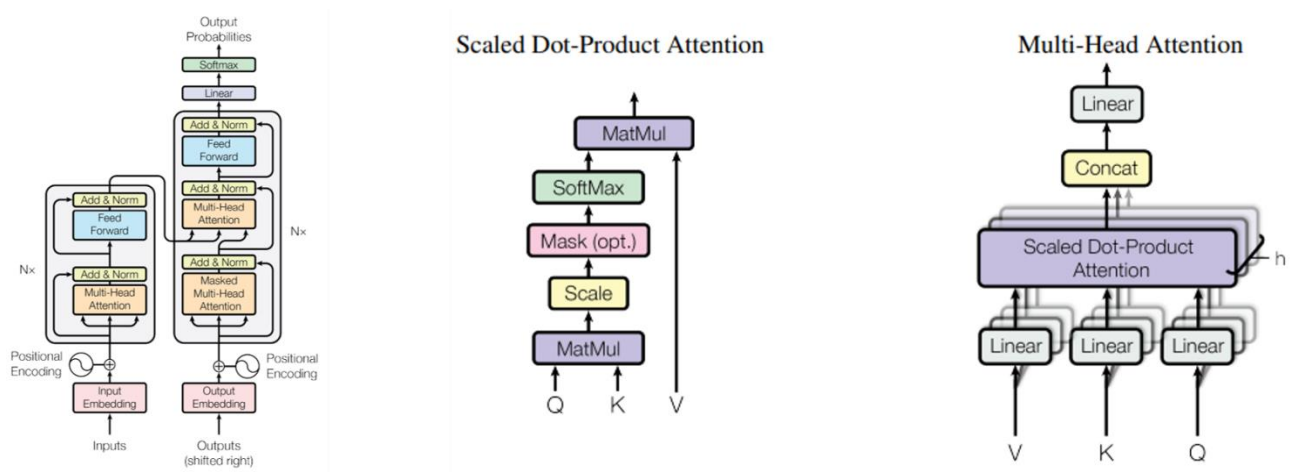 Output
Probabilities
Softmax
Linear
Add & Norm
Feed
Forward
Add & Norm
Multi-Head
Attention
Add & Norm
Masked
Multi-Head
Attention
Nx
Add & Norm
Feed
Forward
Add & Norm
Multi-Head
Attention
Nx
Positional
Encoding
Positional
Encoding
Input
Embedding
Output
Embedding
Inputs
Outputs
(shifted right)
Scaled Dot-Product Attention
MatMul
SoftMax
Mask (opt.)
Scale
MatMul
Q K V
Multi-Head Attention
Linear
Concat
Scaled Dot-Product
Attention
h
Linear Linear Linear
V K Q